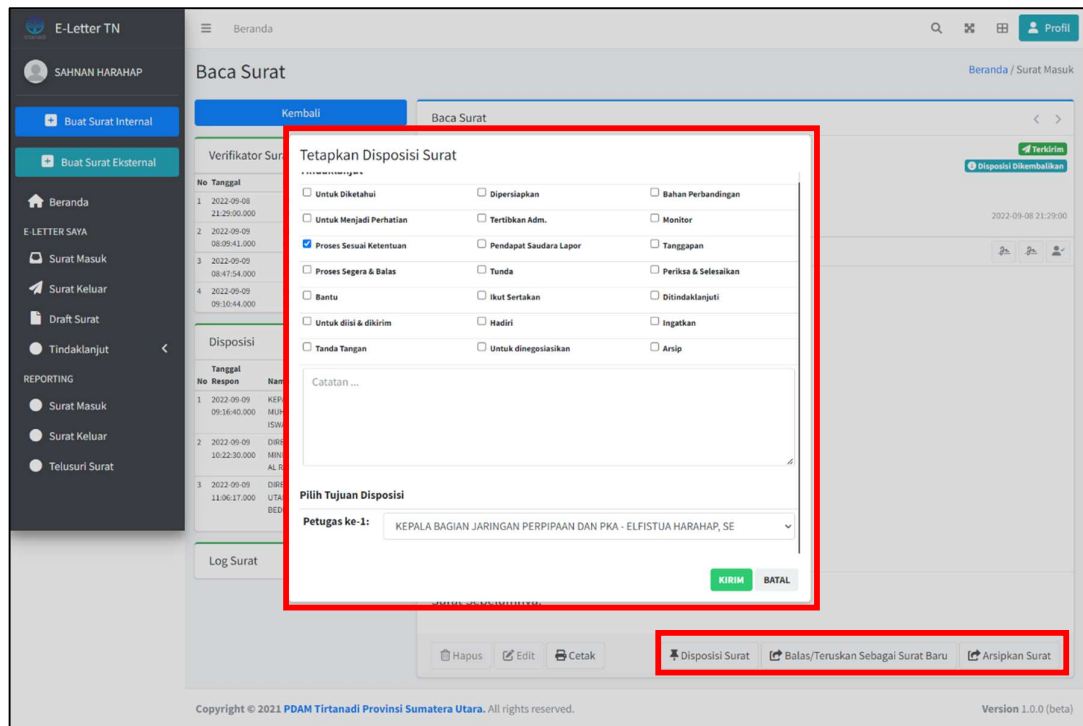 E-Letter TN
Beranda
Profil
SAHNAN HARAHAP
Baca Surat
Beranda / Surat Masuk
Buat Surat Internal
Buat Surat Eksternal
Beranda
E-LETTER SAYA
Surat Masuk
Surat Keluar
Draft Surat
Tindaklanjut
REPORTING
Surat Masuk
Surat Keluar
Telusuri Surat
Kembali
Verifikator
No Tanggal
1 2022-09-08
21:29:00.000
2 2022-09-09
08:09:41.000
3 2022-09-09
08:47:54.000
4 2022-09-09
09:10:44.000
Disposisi
Tanggal
No Respon
1 2022-09-09
09:16:40.000
2 2022-09-09
10:22:30.000
3 2022-09-09
11:06:17.000
Log Surat
Baca Surat
Terkirim
Disposisi Dikembalikan
2022-09-08 21:29:00
Tetapkan Disposisi Surat
Tindaklanjut
Untuk Diketahui Dipersiapkan Bahan Perbandingan
Untuk Menjadi Perhatian Tertibkan Adm. Monitor
Proses Sesuai Ketentuan Pendapat Saudara Lapor Tanggapan
Proses Segera & Balas Tunda Periksa & Selesaikan
Bantu Ikut Sertakan Ditindaklanjuti
Untuk diisi & dikirim Hadiri Ingatkan
Tanda Tangan Untuk dinegosiasikan Arsip
Catatan ...
Pilih Tujuan Disposisi
Petugas ke-1: KEPALA BAGIAN JARINGAN PERPIPAAN DAN PKA - ELFISTUA HARAHAP, SE
KIRIM BATAL
Surat Sebelumnya:
Hapus Edit Cetak Disposisi Surat Balas/Teruskan Sebagai Surat Baru Arsipkan Surat
Copyright © 2021 PDAM Tirtanadi Provinsi Sumatera Utara. All rights reserved.
Version 1.0.0 (beta)